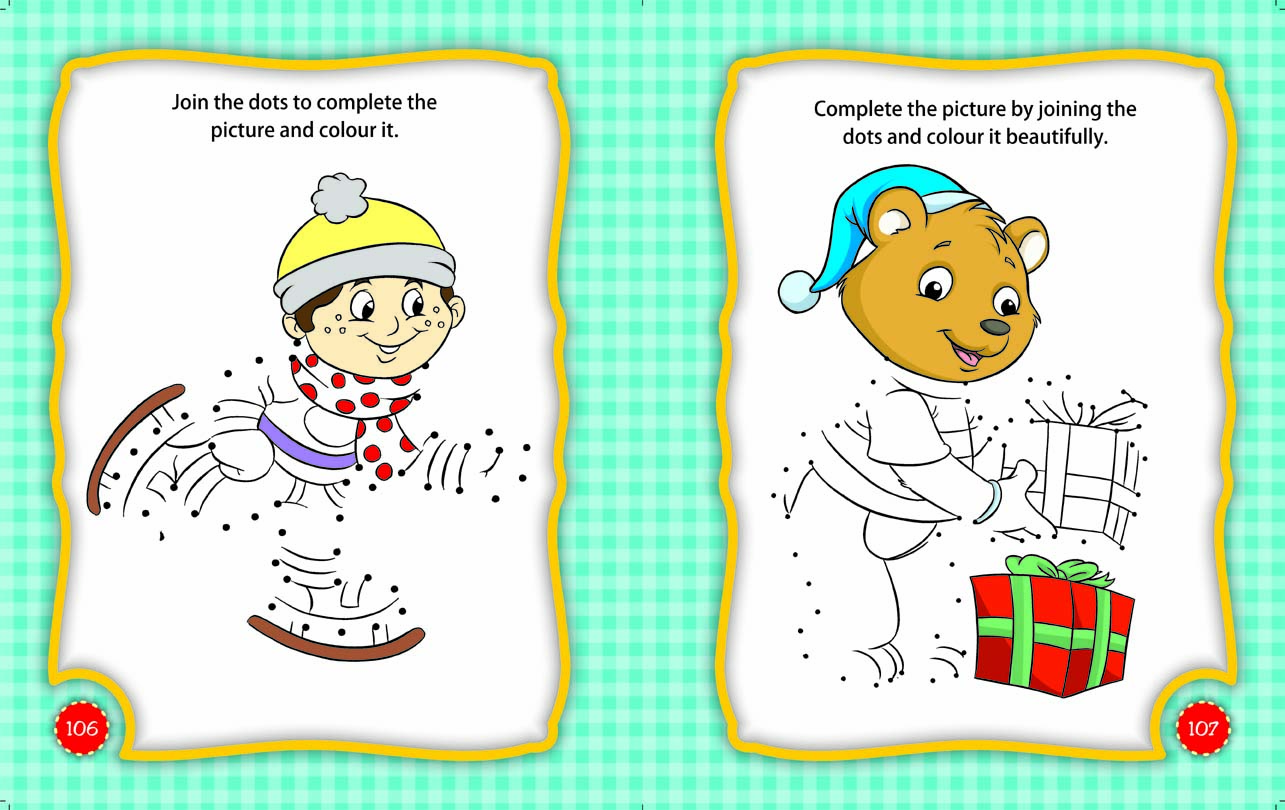 Join the dots to complete the
picture and colour it.
106
Complete the picture by joining the
dots and colour it beautifully.
107